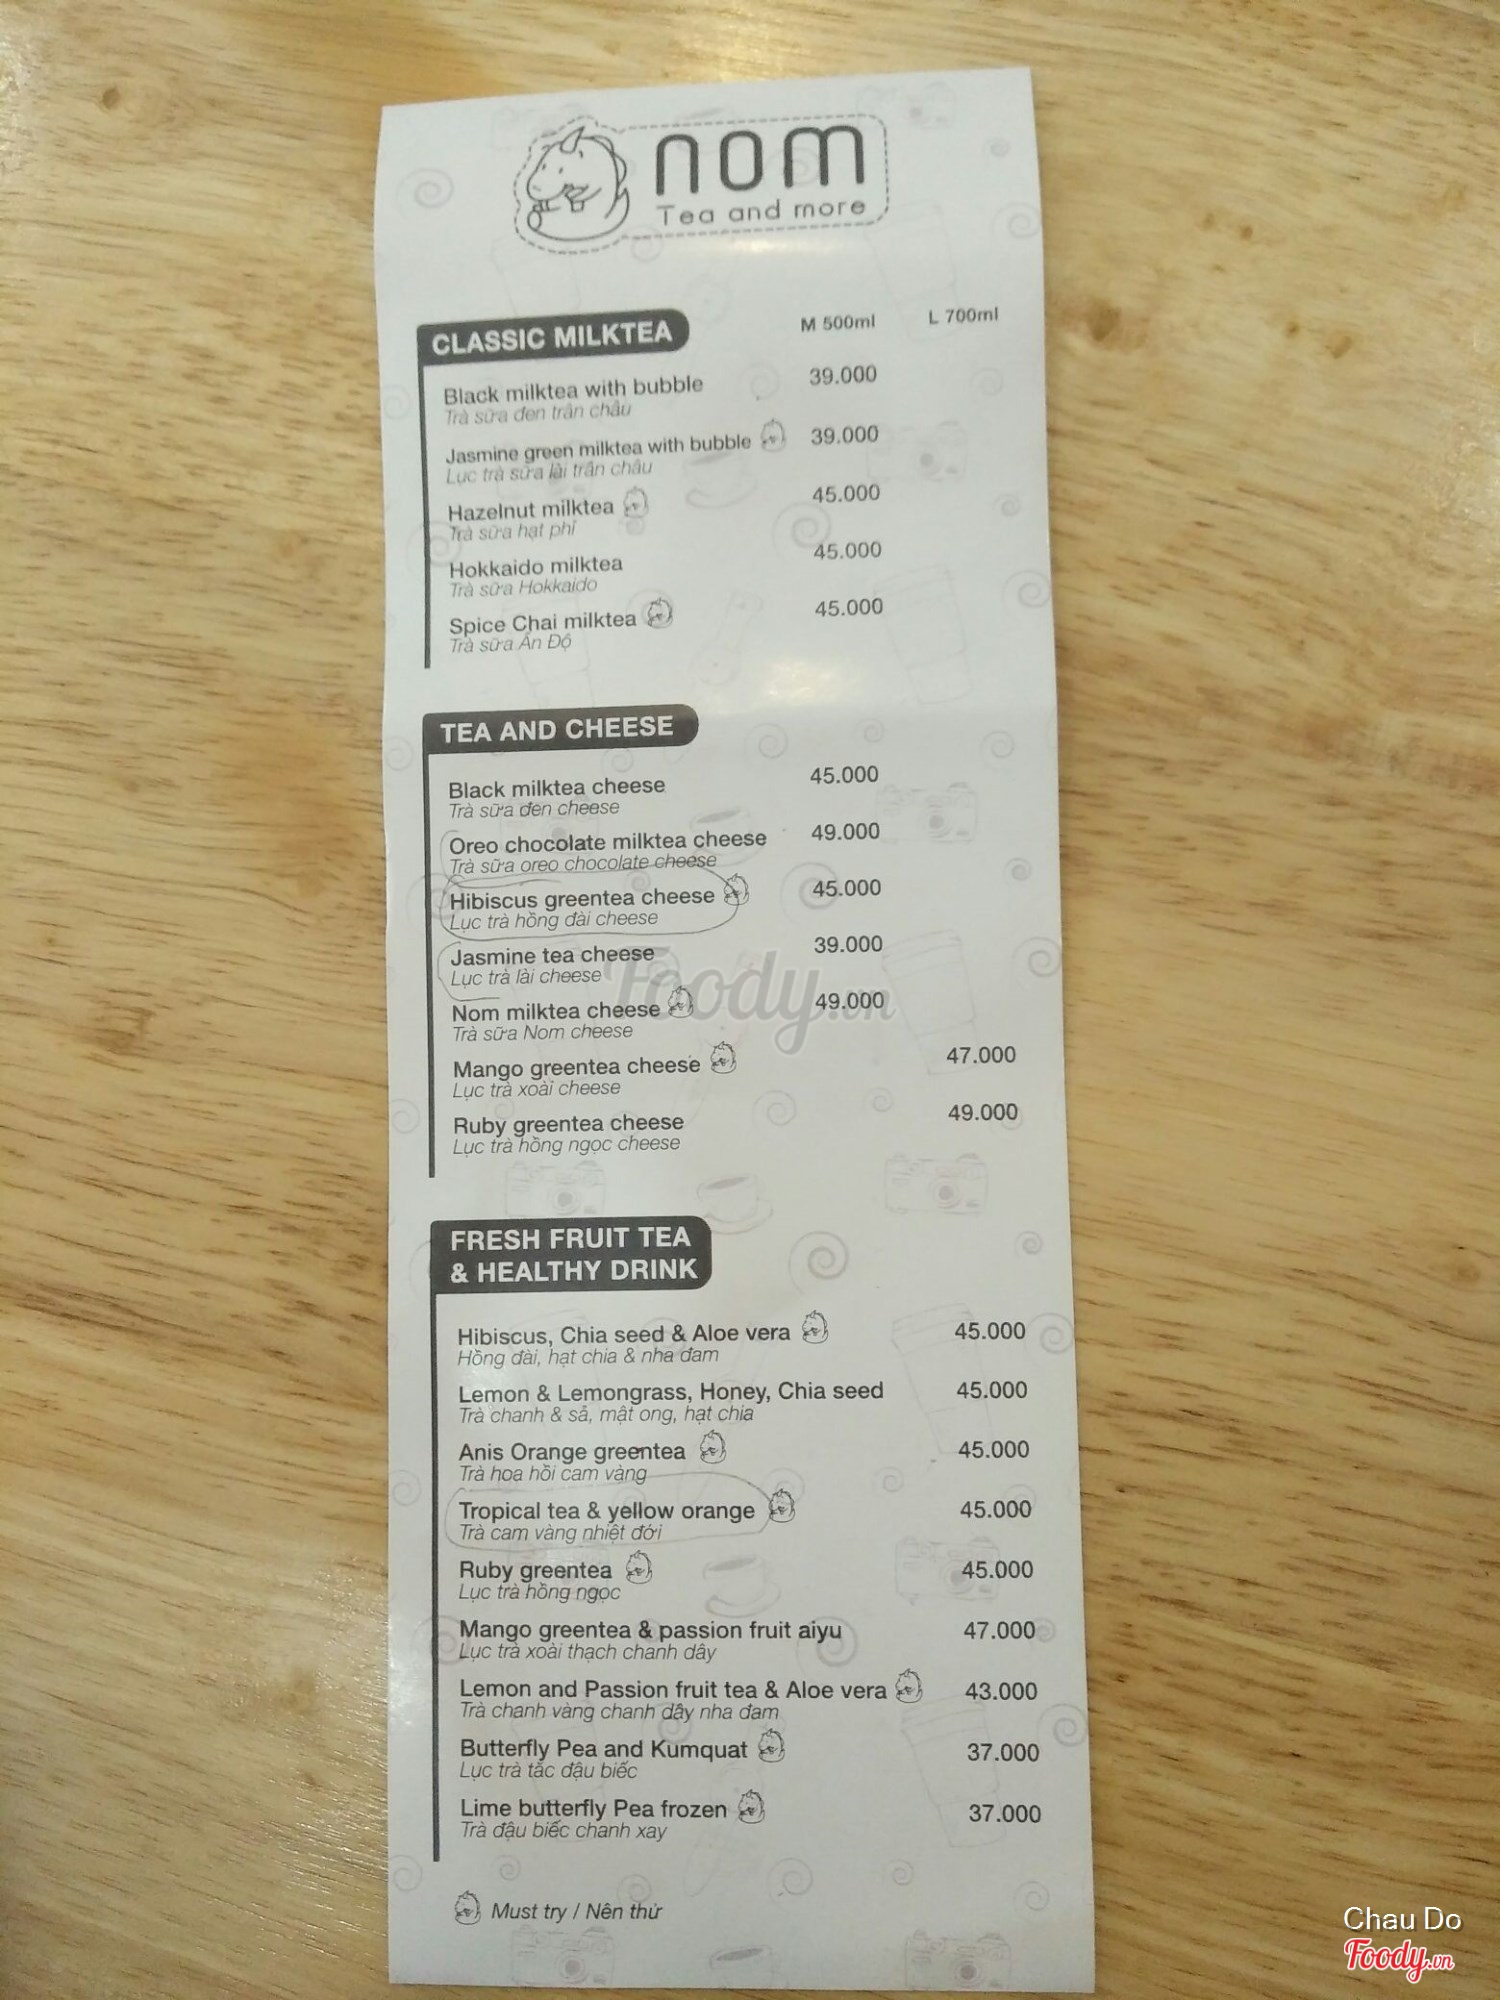 nom
Tea and more
CLASSIC MILKTEA M 500ml L 700ml
Black milktea with bubble 39.000
Trà sữa đen trân châu
Jasmine green milktea with bubble 39.000
Lục trà sữa lài trân châu
Hazelnut milktea 45.000
Trà sữa hạt phỉ
Hokkaido milktea 45.000
Trà sữa Hokkaido
Spice Chai milktea 45.000
Trà sữa Ấn Độ
TEA AND CHEESE
Black milktea cheese 45.000
Trà sữa đen cheese
Oreo chocolate milktea cheese 49.000
Trà sữa oreo chocolate cheese
Hibiscus greentea cheese 45.000
Lục trà hồng đài cheese
Jasmine tea cheese 39.000
Lục trà lài cheese
Foody.vn
Nom milktea cheese 49.000
Trà sữa Nom cheese
Mango greentea cheese 47.000
Lục trà xoài cheese
Ruby greentea cheese 49.000
Lục trà hồng ngọc cheese
FRESH FRUIT TEA
& HEALTHY DRINK
Hibiscus, Chia seed & Aloe vera 45.000
Hồng đài, hạt chia & nha đam
Lemon & Lemongrass, Honey, Chia seed 45.000
Trà chanh & sả, mật ong, hạt chia
Anis Orange greentea 45.000
Trà hoa hồi cam vàng
Tropical tea & yellow orange 45.000
Trà cam vàng nhiệt đới
Ruby greentea 45.000
Lục trà hồng ngọc
Mango greentea & passion fruit aiyu 47.000
Lục trà xoài thạch chanh dây
Lemon and Passion fruit tea & Aloe vera 43.000
Trà chanh vàng chanh dây nha đam
Butterfly Pea and Kumquat 37.000
Lục trà tắc đậu biếc
Lime butterfly Pea frozen 37.000
Trà đậu biếc chanh xay
Must try / Nên thử
Chau Do
Foody.vn